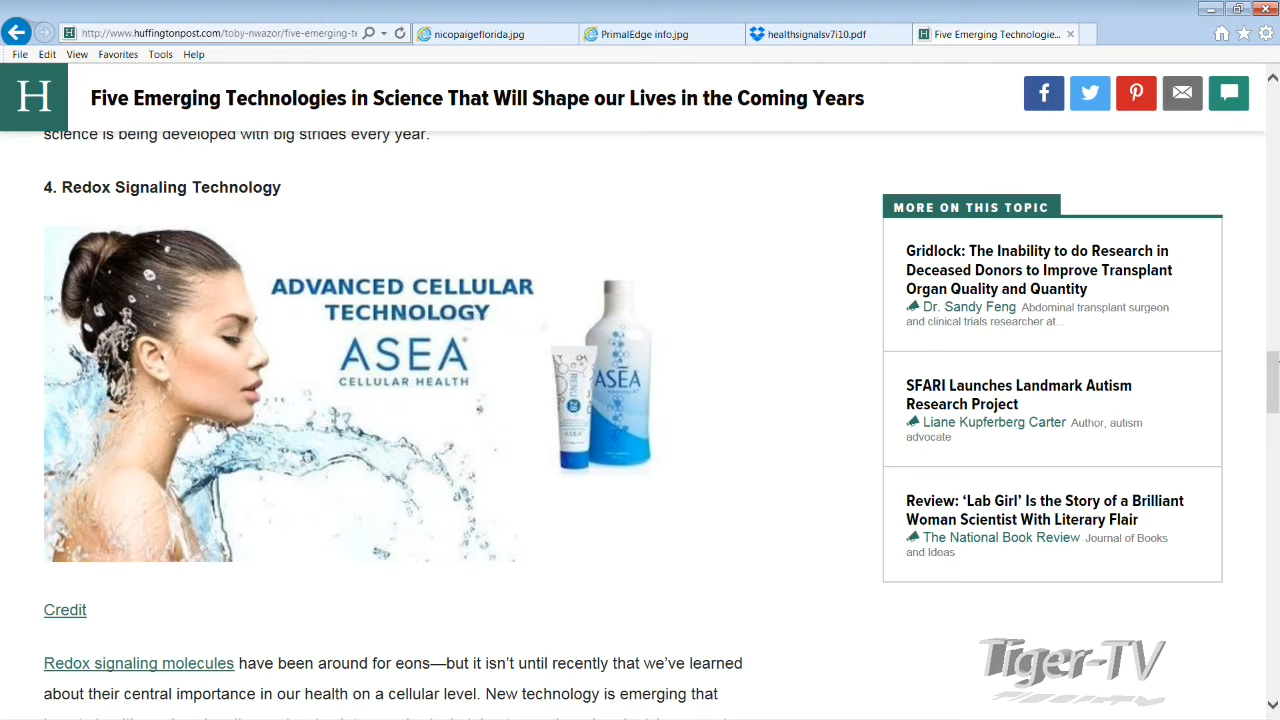 http://www.huffingtonpost.com/toby-nwazor/five-emerging-te
nicopaigeflorida.jpg
PrimalEdge info.jpg
healthsignalsv7i10.pdf
Five Emerging Technologie...
File Edit View Favorites Tools Help
H
Five Emerging Technologies in Science That Will Shape our Lives in the Coming Years
science is being developed with big strides every year.
4. Redox Signaling Technology
ADVANCED CELLULAR
TECHNOLOGY
ASEA®
CELLULAR HEALTH
RENU
28
ASEA
ASEA
Credit
Redox signaling molecules have been around for eons—but it isn’t until recently that we’ve learned
about their central importance in our health on a cellular level. New technology is emerging that
MORE ON THIS TOPIC
Gridlock: The Inability to do Research in
Deceased Donors to Improve Transplant
Organ Quality and Quantity
Dr. Sandy Feng Abdominal transplant surgeon
and clinical trials researcher at...
SFARI Launches Landmark Autism
Research Project
Liane Kupferberg Carter Author, autism
advocate
Review: ‘Lab Girl’ Is the Story of a Brilliant
Woman Scientist With Literary Flair
The National Book Review Journal of Books
and Ideas
Tiger-TV